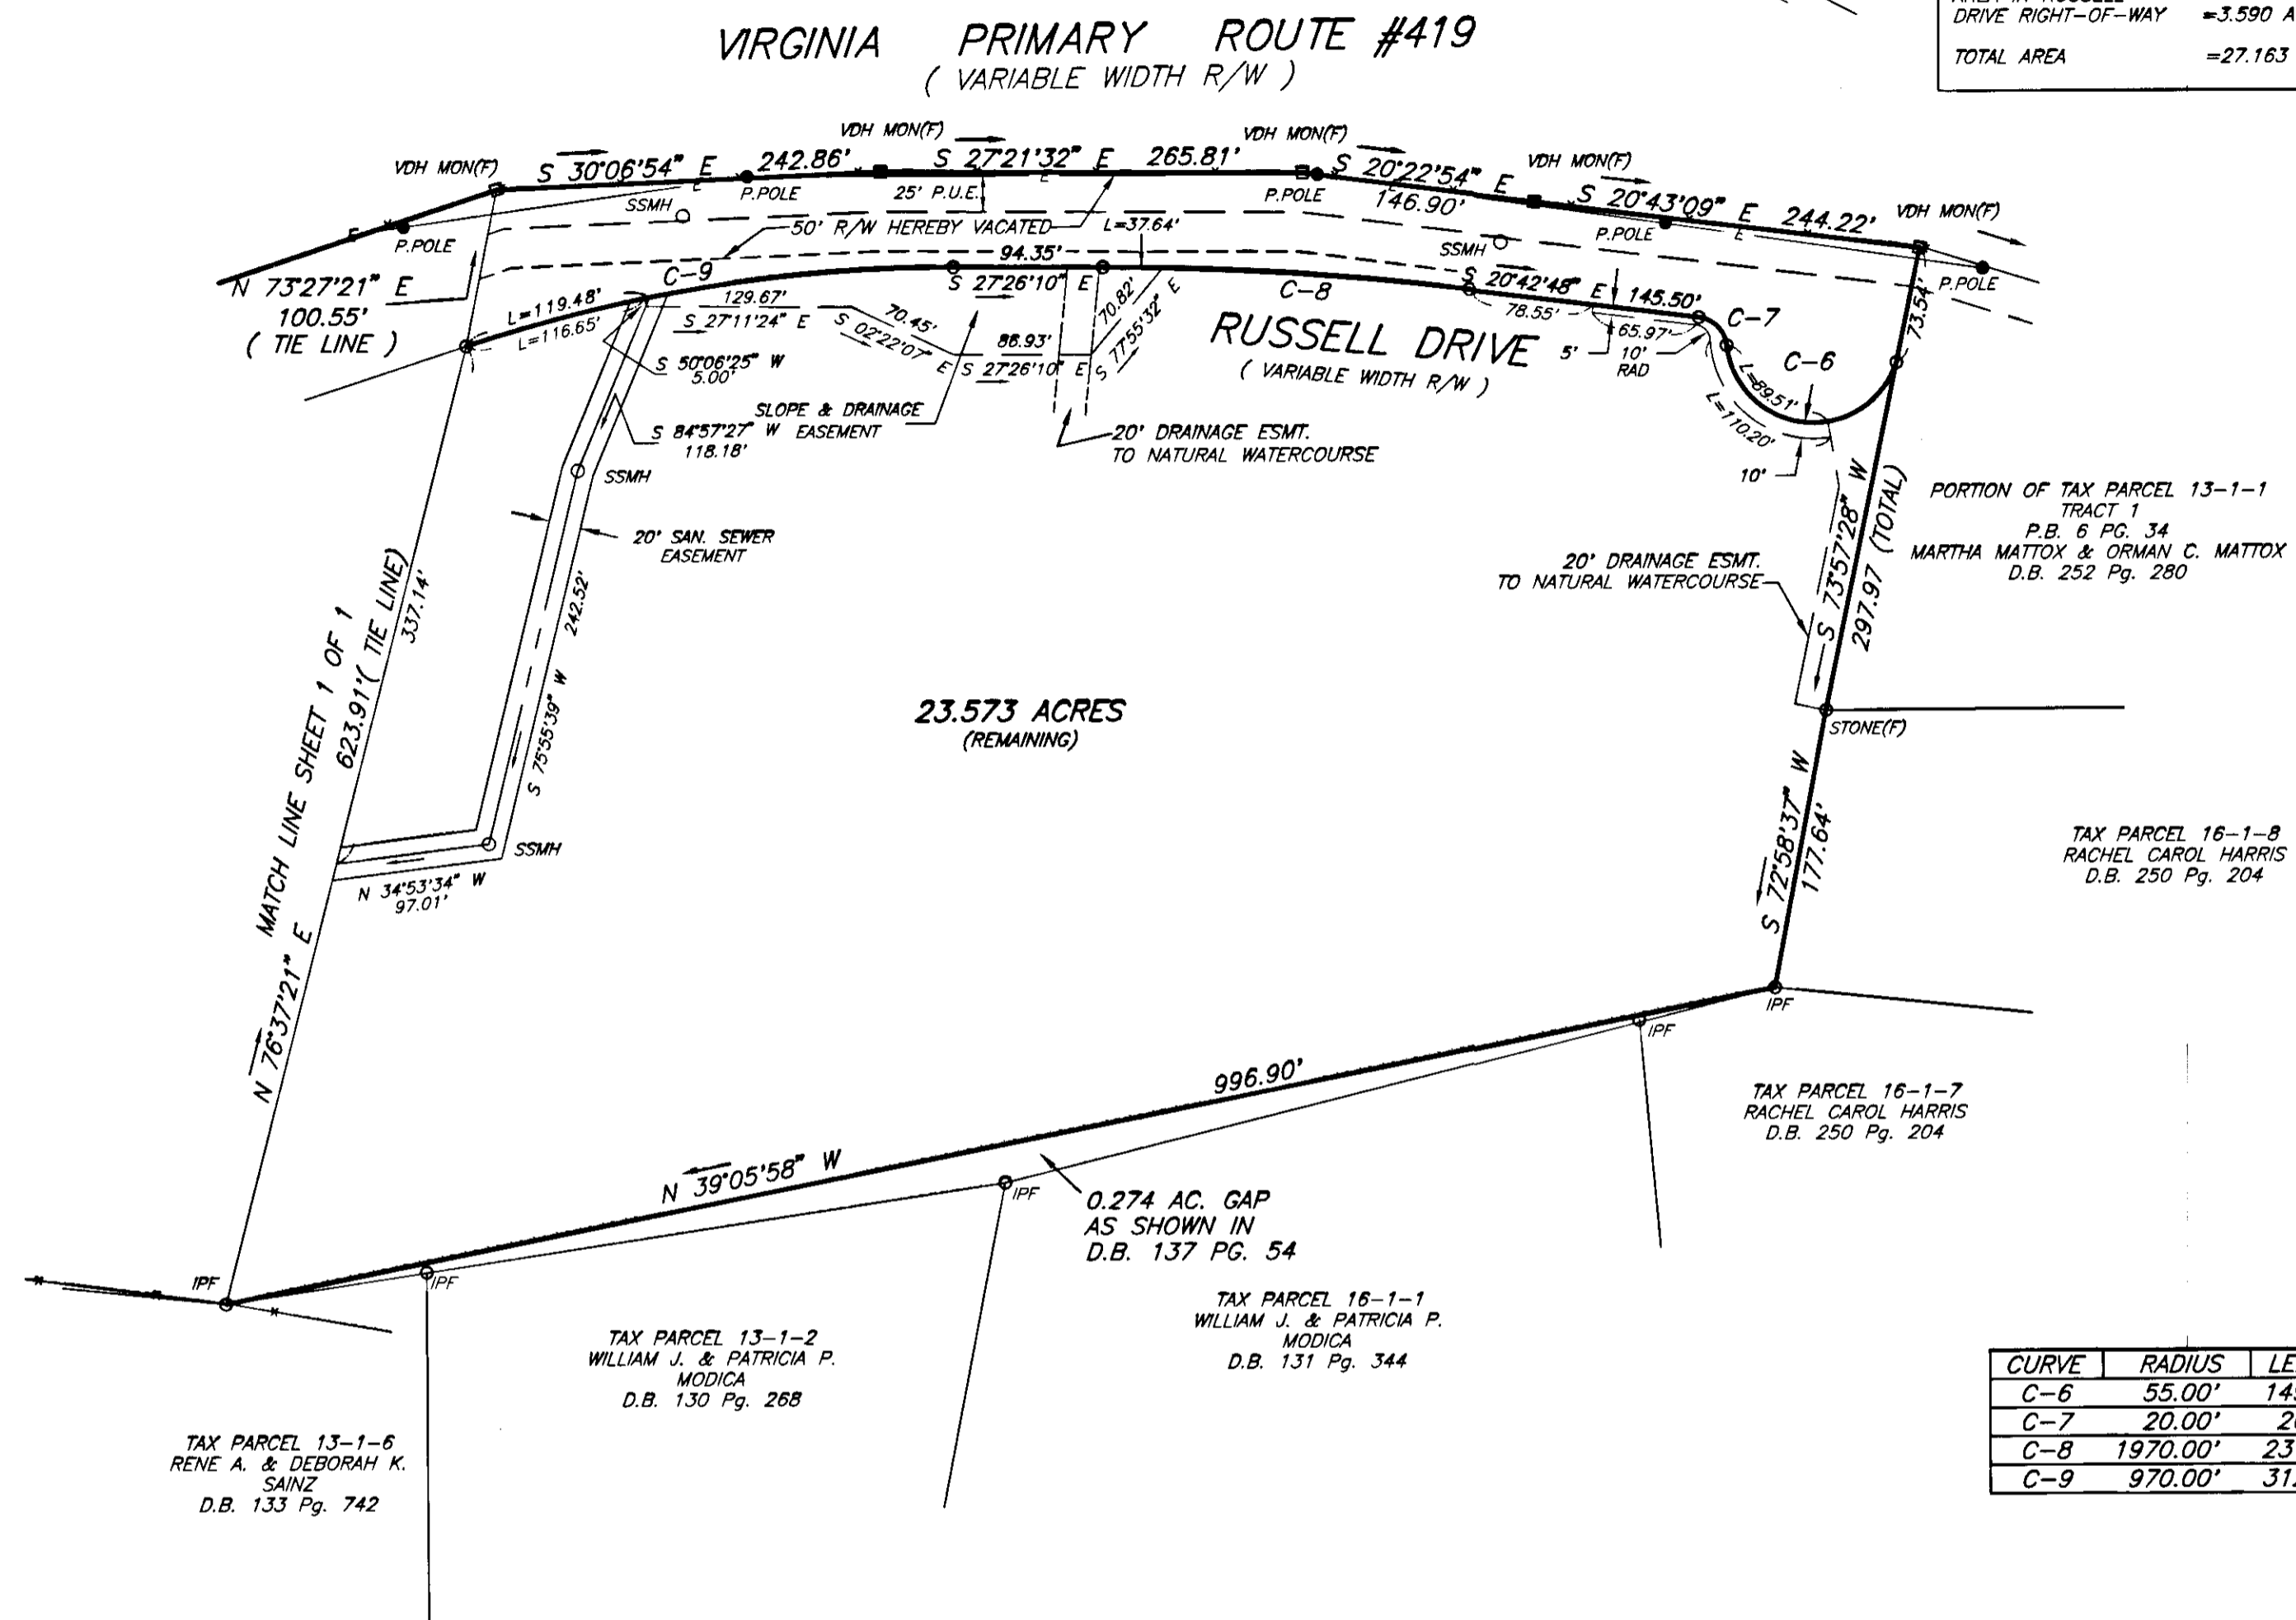 DRIVE RIGHT-OF-WAY =3.590 A
TOTAL AREA =27.163
VIRGINIA PRIMARY ROUTE #419
( VARIABLE WIDTH R/W )
VDH MON(F)
VDH MON(F)
VDH MON(F)
VDH MON(F)
VDH MON(F)
S 30°06'54" E 242.86'
S 27°21'32" E 265.81'
S 20°22'54" E
146.90'
S 20°43'09" E 244.22'
P.POLE
P.POLE
P.POLE
P.POLE
P.POLE
SSMH
SSMH
25' P.U.E.
50' R/W HEREBY VACATED
L=37.64'
94.35'
N 73°27'21" E
100.55'
( TIE LINE )
L=119.48'
L=116.65'
C-9
129.67'
S 27°11'24" E
70.45'
S 02°22'07" E
S 27°26'10" E
86.93'
S 27°26'10" E
70.82'
S 77°55'32" E
C-8
S 20°42'48" E 145.50'
78.55'
65.97'
5'
10'
RAD
C-7
C-6
L=89.51'
L=110.20'
10'
73.54'
RUSSELL DRIVE
( VARIABLE WIDTH R/W )
S 50°06'25" W
5.00'
SLOPE & DRAINAGE
EASEMENT
S 84°57'27" W
118.18'
20' DRAINAGE ESMT.
TO NATURAL WATERCOURSE
SSMH
20' SAN. SEWER
EASEMENT
242.52'
S 75°55'39" W
SSMH
N 34°53'34" W
97.01'
MATCH LINE SHEET 1 OF 1
623.91'( TIE LINE)
337.14'
N 76°37'21" E
20' DRAINAGE ESMT.
TO NATURAL WATERCOURSE
S 73°57'28" W
297.97 (TOTAL)
PORTION OF TAX PARCEL 13-1-1
TRACT 1
P.B. 6 PG. 34
MARTHA MATTOX & ORMAN C. MATTOX
D.B. 252 Pg. 280
23.573 ACRES
(REMAINING)
STONE(F)
S 72°58'37" W
177.64'
TAX PARCEL 16-1-8
RACHEL CAROL HARRIS
D.B. 250 Pg. 204
IPF
IPF
996.90'
N 39°05'58" W
TAX PARCEL 16-1-7
RACHEL CAROL HARRIS
D.B. 250 Pg. 204
IPF
0.274 AC. GAP
AS SHOWN IN
D.B. 137 PG. 54
IPF
IPF
TAX PARCEL 16-1-1
WILLIAM J. & PATRICIA P.
MODICA
D.B. 131 Pg. 344
TAX PARCEL 13-1-2
WILLIAM J. & PATRICIA P.
MODICA
D.B. 130 Pg. 268
TAX PARCEL 13-1-6
RENE A. & DEBORAH K.
SAINZ
D.B. 133 Pg. 742
CURVE RADIUS LE
C-6 55.00' 14
C-7 20.00' 2
C-8 1970.00' 23
C-9 970.00' 31